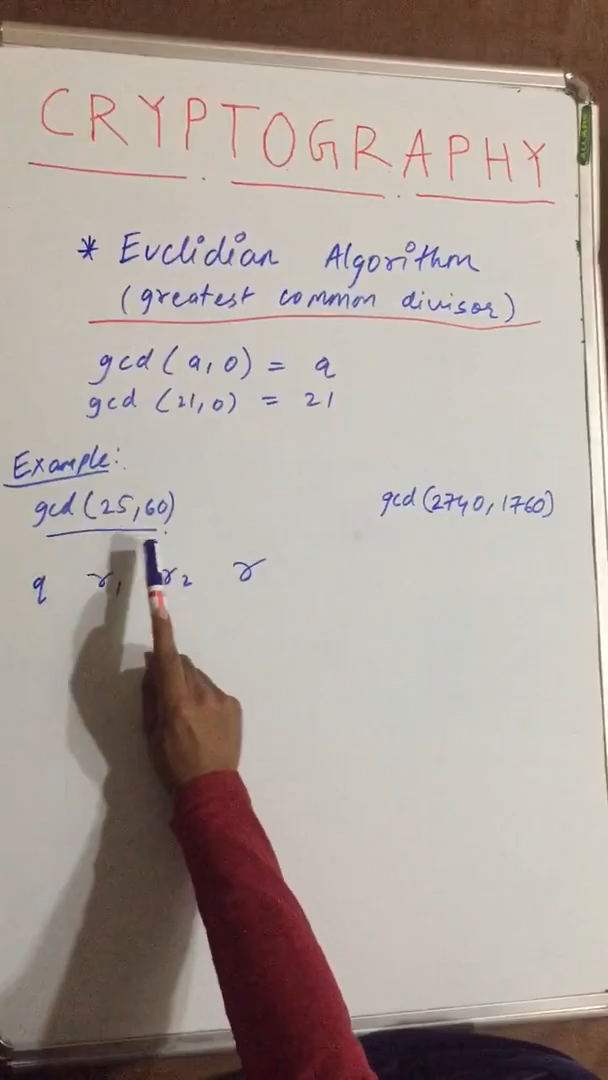 CRYPTOGRAPHY
* Euclidian Algorithm
(greatest common divisor)
gcd(a,0) = a
gcd (21,0) = 21
Example:
gcd(25,60)
gcd(2740,1760)
q r1 r2 r